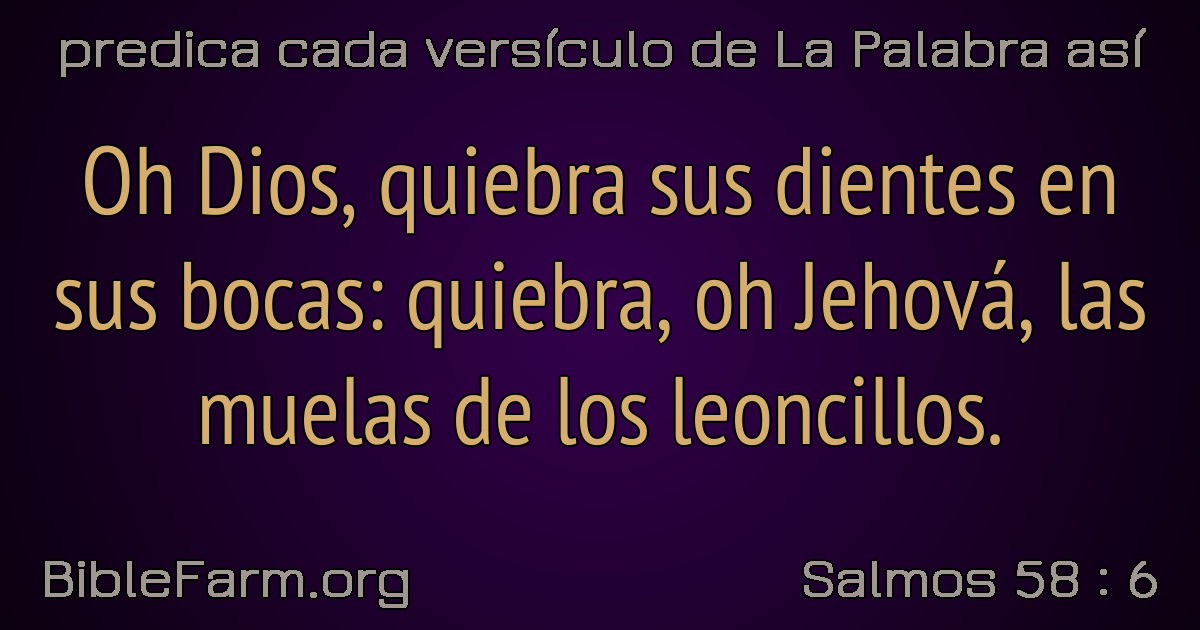 predica cada versículo de La Palabra así
Oh Dios, quiebra sus dientes en
sus bocas: quiebra, oh Jehová, las
muelas de los leoncillos.
BibleFarm.org
Salmos 58 : 6